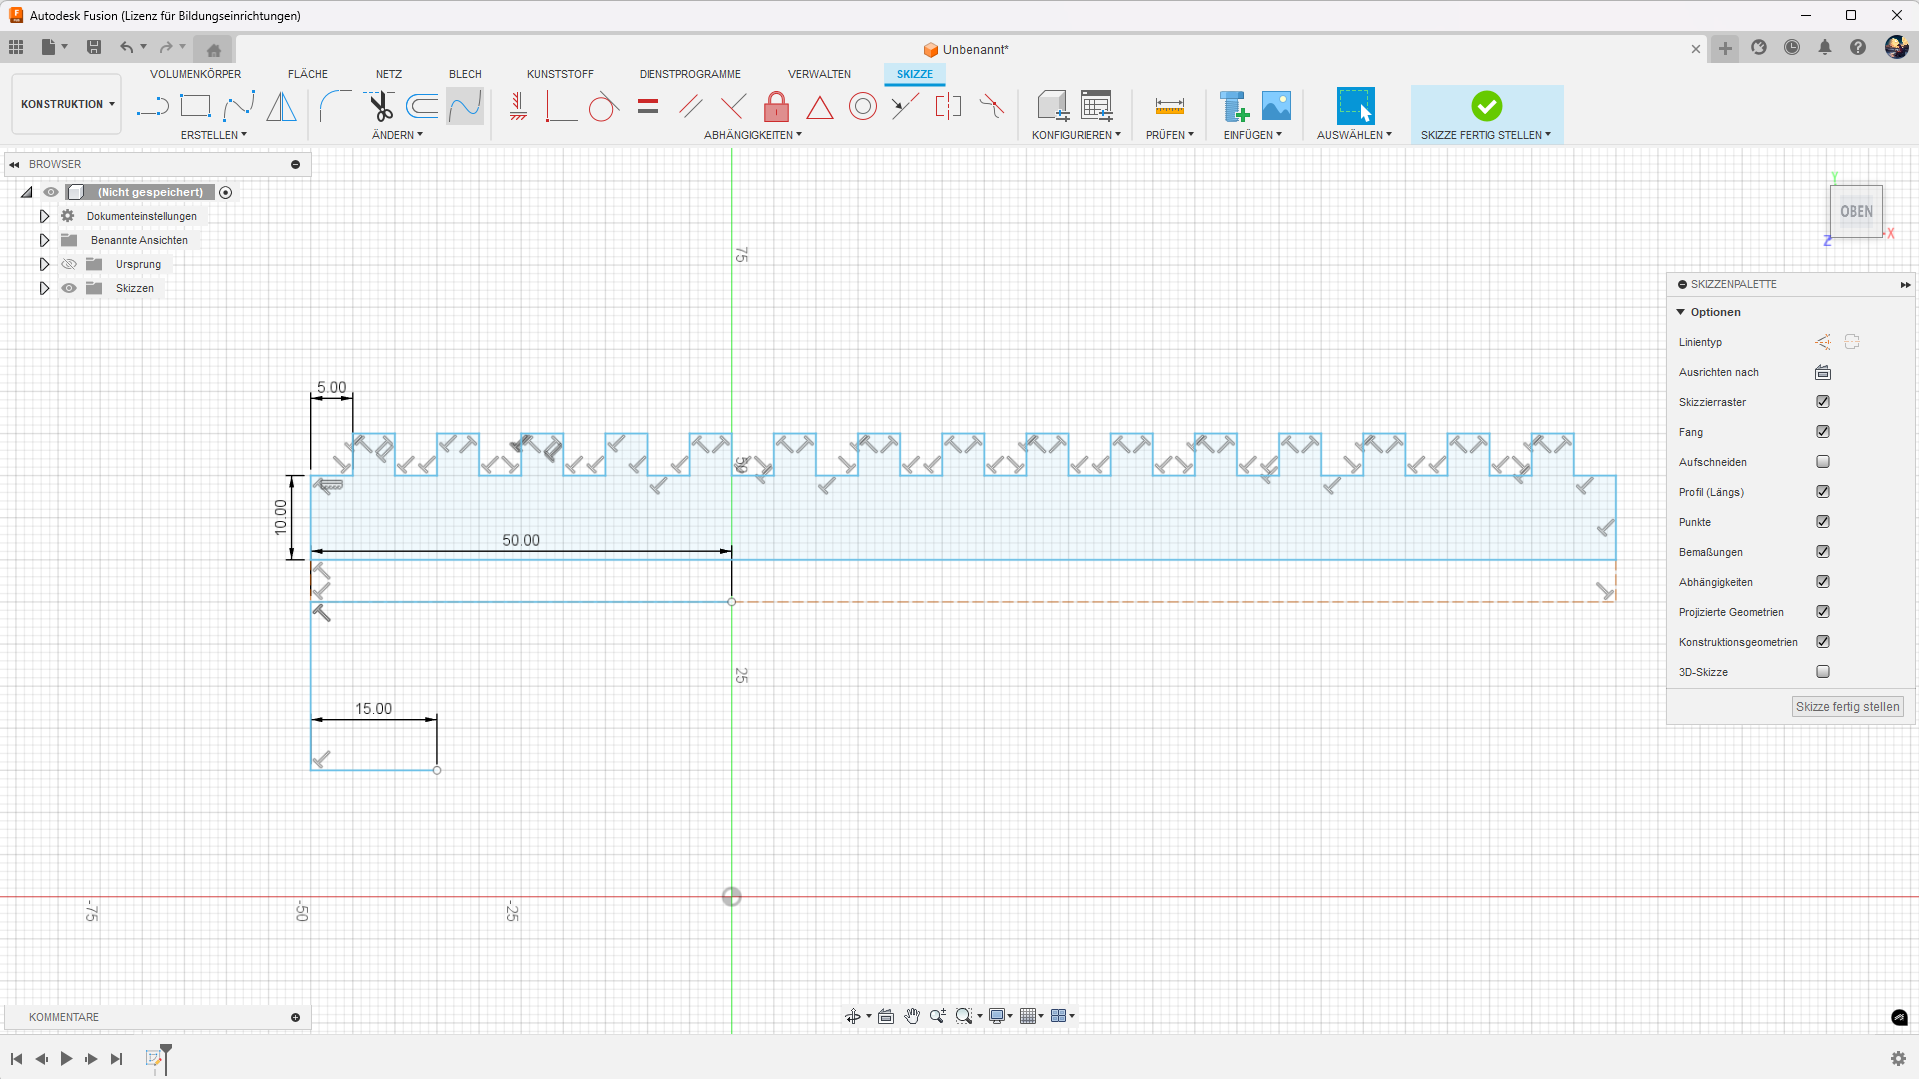 Autodesk Fusion (Lizenz für Bildungseinrichtungen)
Unbenannt*
KONSTRUKTION
VOLUMENKÖRPER FLÄCHE NETZ BLECH KUNSTSTOFF DIENSTPROGRAMME VERWALTEN SKIZZE
ERSTELLEN ÄNDERN ABHÄNGIGKEITEN KONFIGURIEREN PRÜFEN EINFÜGEN AUSWÄHLEN SKIZZE FERTIG STELLEN
BROWSER
(Nicht gespeichert)
Dokumenteinstellungen
Benannte Ansichten
Ursprung
Skizzen
Y
OBEN
X
Z
SKIZZENPALETTE
Optionen
Linientyp
Ausrichten nach
Skizzierraster
Fang
Aufschneiden
Profil (Längs)
Punkte
Bemaßungen
Abhängigkeiten
Projizierte Geometrien
Konstruktionsgeometrien
3D-Skizze
Skizze fertig stellen
75
5.00
50
10.00
50.00
25
15.00
-75
-50
-25
KOMMENTARE